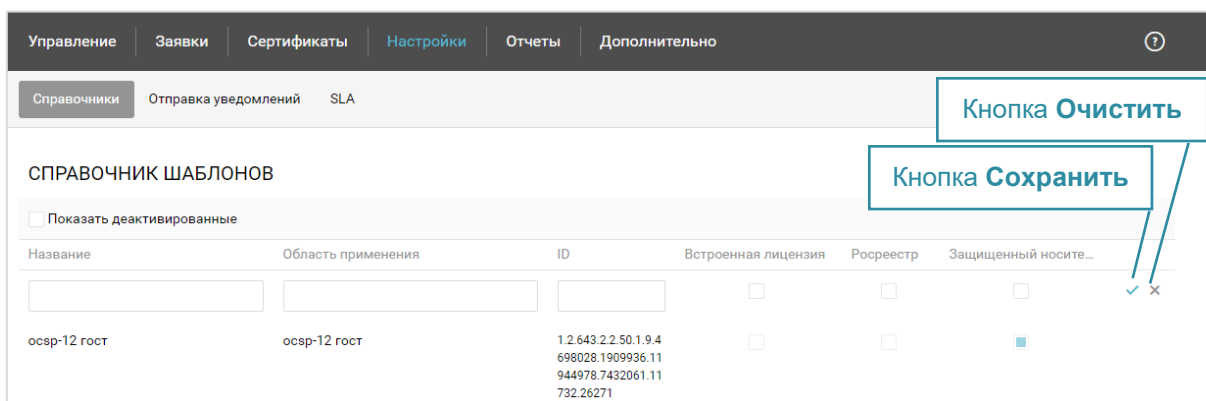 Управление Заявки Сертификаты Настройки Отчеты Дополнительно ?
Справочники Отправка уведомлений SLA
Кнопка Очистить
СПРАВОЧНИК ШАБЛОНОВ
Кнопка Сохранить
Показать деактивированные
Название Область применения ID Встроенная лицензия Росреестр Защищенный носите...
ocsp-12 гост ocsp-12 гост 1.2.643.2.2.50.1.9.4
698028.1909936.11
944978.7432061.11
732.26271